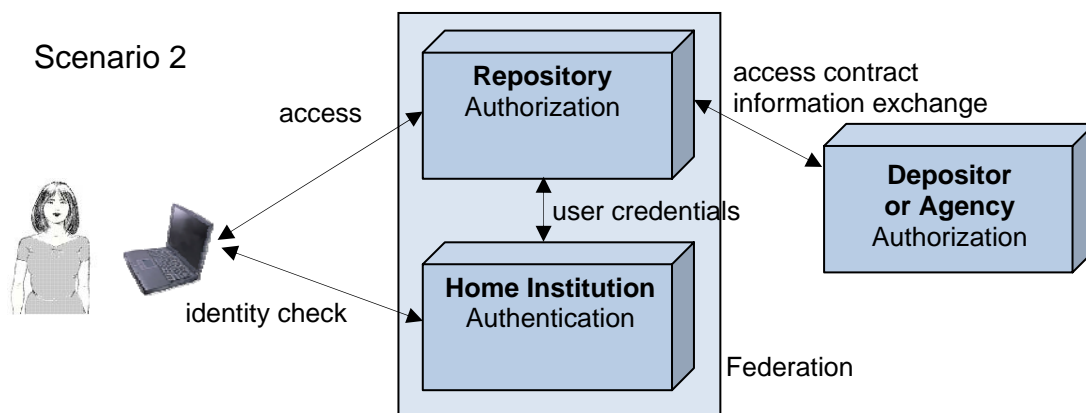 Scenario 2
Repository
Authorization
access contract
information exchange
access
Depositor
or Agency
Authorization
user credentials
Home Institution
Authentication
identity check
Federation